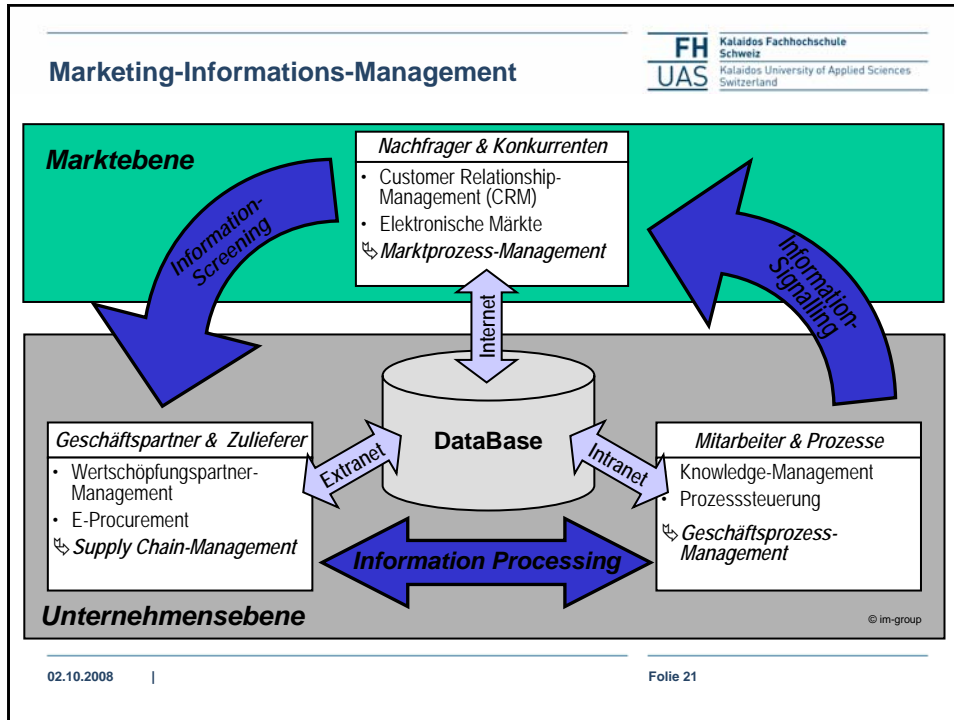 Marketing-Informations-Management
FH
UAS
Kalaidos Fachhochschule
Schweiz
Kalaidos University of Applied Sciences
Switzerland
Marktebene
Nachfrager & Konkurrenten
• Customer Relationship-
Management (CRM)
• Elektronische Märkte
Marktprozess-Management
Information-
Screening
Information-
Signalling
Internet
DataBase
Extranet
Intranet
Geschäftspartner & Zulieferer
• Wertschöpfungspartner-
Management
• E-Procurement
Supply Chain-Management
Mitarbeiter & Prozesse
Knowledge-Management
• Prozesssteuerung
Geschäftsprozess-
Management
Information Processing
Unternehmensebene
© im-group
02.10.2008 |
Folie 21